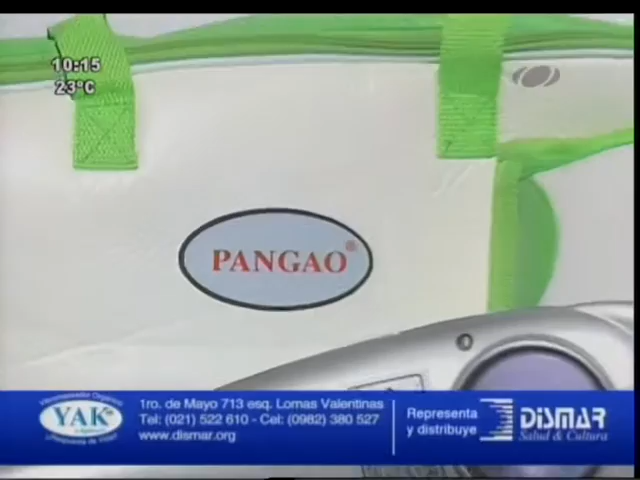 10:15
23°C
PANGAO®
YAK
1ro. de Mayo 713 esq. Lomas Valentinas
Tel: (021) 522 610 - Cel: (0982) 380 527
www.dismar.org
Representa
y distribuye
DISMAR
Salud & Cultura